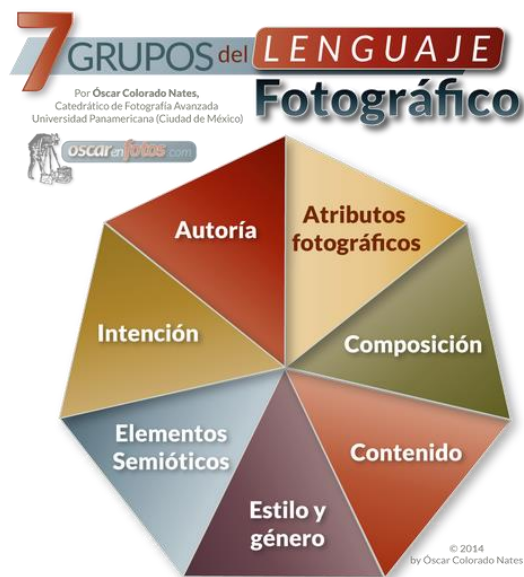 7 GRUPOS del LENGUAJE
Fotográfico
Por Óscar Colorado Nates,
Catedrático de Fotografía Avanzada
Universidad Panamericana (Ciudad de México)
oscarenfotos.com
Autoría
Atributos
fotográficos
Intención
Composición
Elementos
Semióticos
Contenido
Estilo y
género
© 2014
by Óscar Colorado Nates